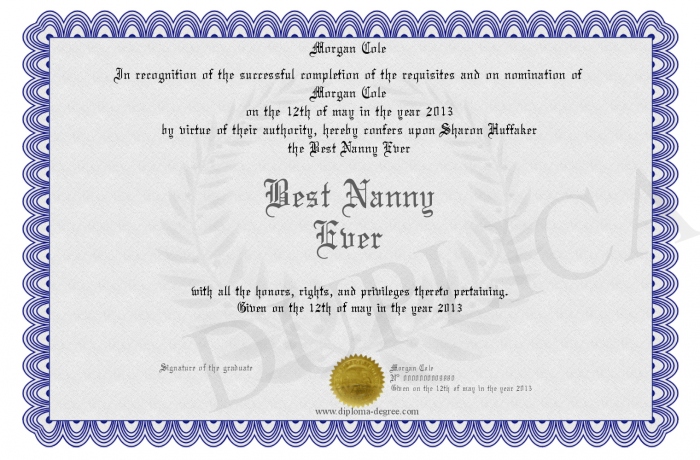 Morgan Cole
In recognition of the successful completion of the requisites and on nomination of
Morgan Cole
on the 12th of may in the year 2013
by virtue of their authority, hereby confers upon Sharon Huffaker
the Best Nanny Ever
Best Nanny
Ever
with all the honors, rights, and privileges thereto pertaining.
Given on the 12th of may in the year 2013
DUPLICA
Signature of the graduate
Morgan Cole
Given on the 12th of may in the year 2013
www.diploma-degree.com